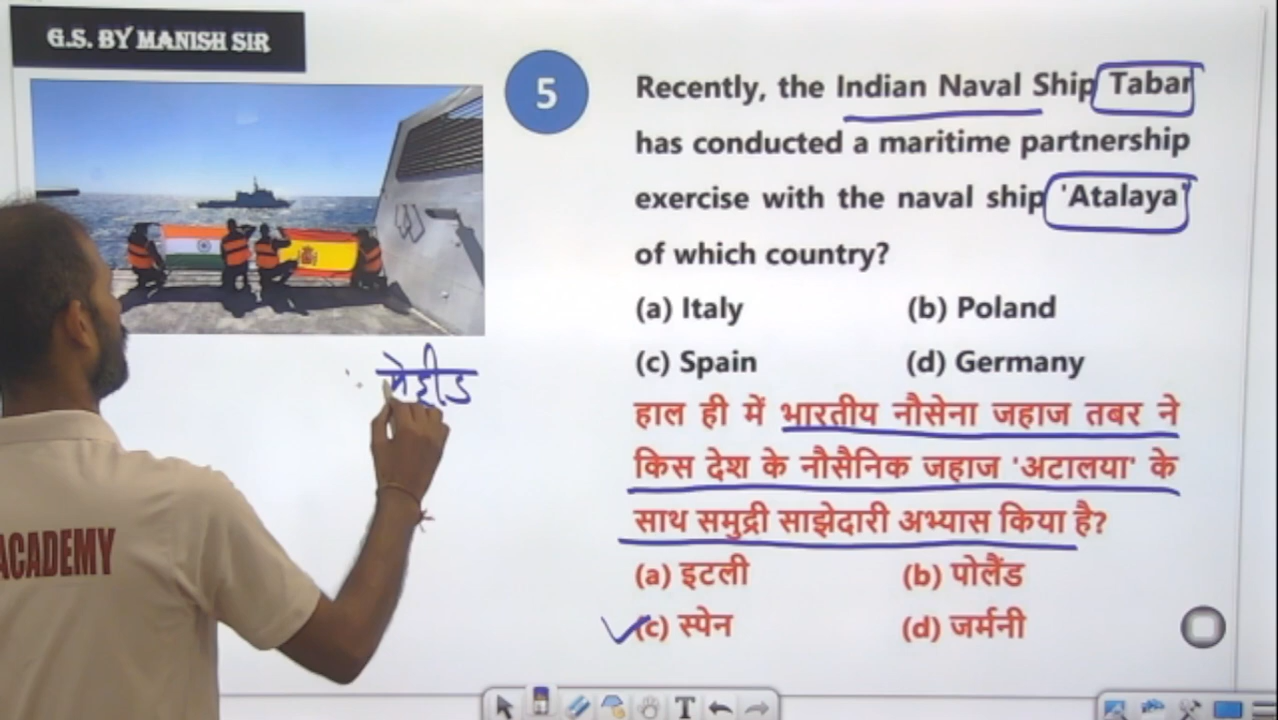 G.S. BY MANISH SIR
5
Recently, the Indian Naval Ship Tabar
has conducted a maritime partnership
exercise with the naval ship 'Atalaya'
of which country?
(a) Italy (b) Poland
(c) Spain (d) Germany
हाल ही में भारतीय नौसेना जहाज तबर ने
किस देश के नौसैनिक जहाज 'अटालया' के
साथ समुद्री साझेदारी अभ्यास किया है?
(a) इटली (b) पोलैंड
(c) स्पेन (d) जर्मनी
ACADEMY
T